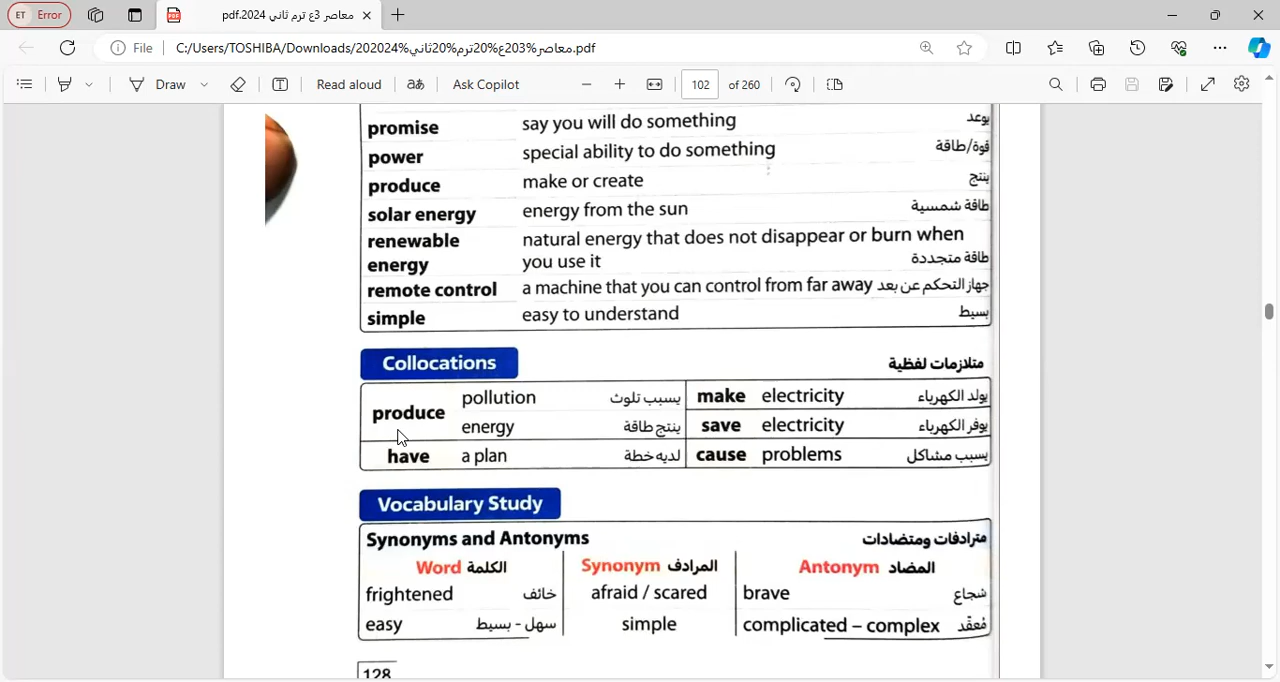 ET Error
معاصر 3ع ترم ثاني 2024.pdf
File C:/Users/TOSHIBA/Downloads/202024%معاصر%203ع%20ترم%20ثاني.pdf
Draw Read aloud Ask Copilot 102 of 260
promise say you will do something يوعد
power special ability to do something قوة/طاقة
produce make or create ينتج
solar energy energy from the sun طاقة شمسية
renewable natural energy that does not disappear or burn when
energy you use it طاقة متجددة
remote control a machine that you can control from far away جهاز التحكم عن بعد
simple easy to understand بسيط
Collocations متلازمات لفظية
produce pollution يسبب تلوث make electricity يولد الكهرباء
energy ينتج طاقة save electricity يوفر الكهرباء
have a plan لديه خطة cause problems يسبب مشاكل
Vocabulary Study
Synonyms and Antonyms مترادفات ومتضادات
Word الكلمة Synonym المرادف Antonym المضاد
frightened خائف afraid / scared brave شجاع
easy سهل - بسيط simple complicated – complex مُعقّد
128